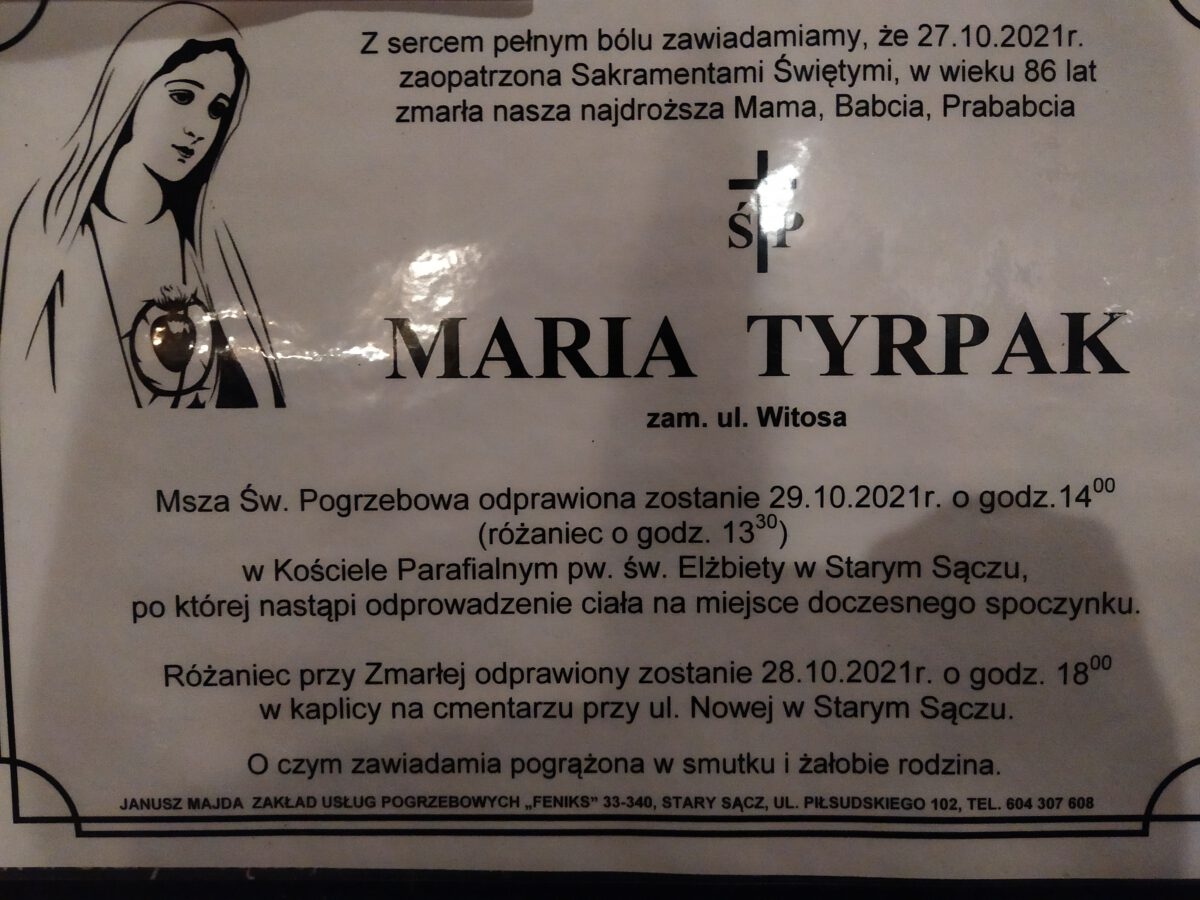 Z sercem pełnym bólu zawiadamiamy, że 27.10.2021r.
zaopatrzona Sakramentami Świętymi, w wieku 86 lat
zmarła nasza najdroższa Mama, Babcia, Prababcia
Ś P
MARIA TYRPAK
zam. ul. Witosa
Msza Św. Pogrzebowa odprawiona zostanie 29.10.2021r. o godz.14⁰⁰
(różaniec o godz. 13³⁰)
w Kościele Parafialnym pw. św. Elżbiety w Starym Sączu,
po której nastąpi odprowadzenie ciała na miejsce doczesnego spoczynku.
Różaniec przy Zmarłej odprawiony zostanie 28.10.2021r. o godz. 18⁰⁰
w kaplicy na cmentarzu przy ul. Nowej w Starym Sączu.
O czym zawiadamia pogrążona w smutku i żałobie rodzina.
JANUSZ MAJDA ZAKŁAD USŁUG POGRZEBOWYCH „FENIKS” 33-340, STARY SĄCZ, UL. PIŁSUDSKIEGO 102, TEL. 604 307 608